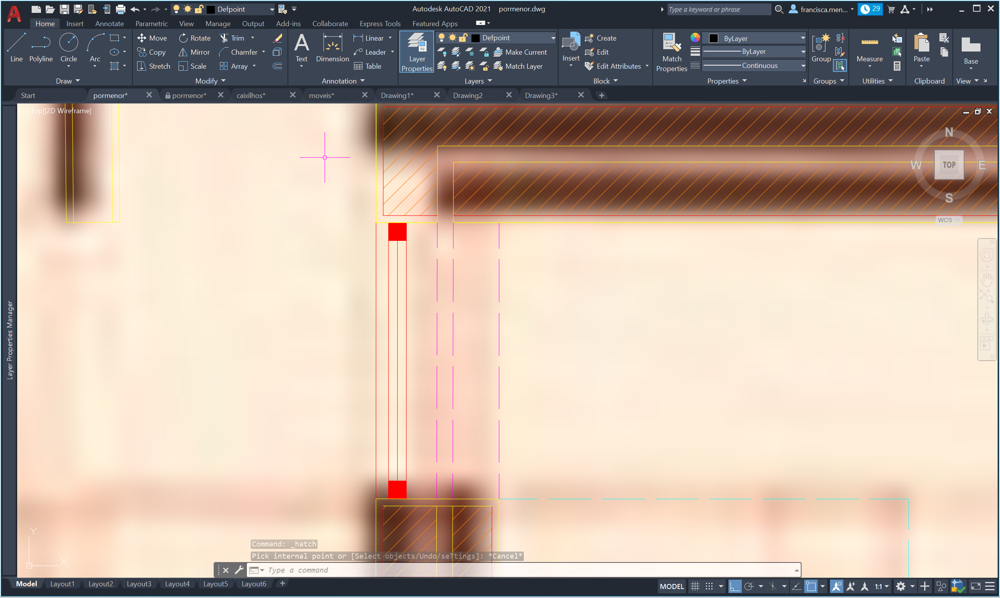 Defpoint
Autodesk AutoCAD 2021 pormenor.dwg
Type a keyword or phrase
francisca.men...
29
Home Insert Annotate Parametric View Manage Output Add-ins Collaborate Express Tools Featured Apps
Line Polyline Circle Arc
Move Rotate Trim
Copy Mirror Chamfer
Stretch Scale Array
Text Dimension
Linear
Leader
Table
Layer
Properties
Defpoint
Make Current
Match Layer
Insert
Create
Edit
Edit Attributes
Match
Properties
ByLayer
ByLayer
Continuous
Group
Measure
Paste
Base
Draw Modify Annotation Layers Block Properties Groups Utilities Clipboard View
Start pormenor* pormenor* caixilhos* moveis* Drawing1* Drawing2 Drawing3*
[−][Top][2D Wireframe]
N
W TOP E
S
WCS
Layer Properties Manager
Y
X
Command: _hatch
Pick internal point or [Select objects/Undo/seTtings]: *Cancel*
Type a command
Model Layout1 Layout2 Layout3 Layout4 Layout5 Layout6
MODEL 1:1